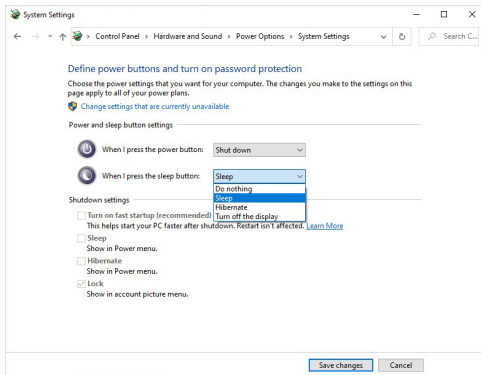 System Settings
Control Panel > Hardware and Sound > Power Options > System Settings
Search C...
Define power buttons and turn on password protection
Choose the power settings that you want for your computer. The changes you make to the settings on this
page apply to all of your power plans.
Change settings that are currently unavailable
Power and sleep button settings
When I press the power button: Shut down
When I press the sleep button: Sleep
Do nothing
Sleep
Hibernate
Turn off the display
Shutdown settings
Turn on fast startup (recommended)
This helps start your PC faster after shutdown. Restart isn't affected. Learn More
Sleep
Show in Power menu.
Hibernate
Show in Power menu.
Lock
Show in account picture menu.
Save changes Cancel